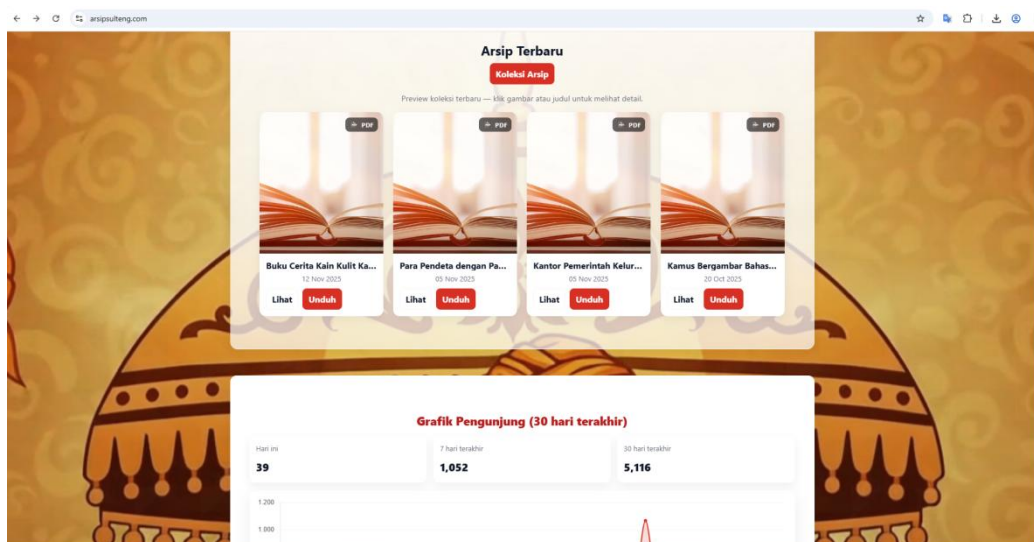 arsipsulteng.com
Arsip Terbaru
Koleksi Arsip
Preview koleksi terbaru — klik gambar atau judul untuk melihat detail.
PDF
PDF
PDF
PDF
Buku Cerita Kain Kulit Ka...
Para Pendeta dengan Pa...
Kantor Pemerintah Kelur...
Kamus Bergambar Bahas...
12 Nov 2025
05 Nov 2025
05 Nov 2025
20 Oct 2025
Lihat Unduh
Lihat Unduh
Lihat Unduh
Lihat Unduh
Grafik Pengunjung (30 hari terakhir)
Hari ini
39
7 hari terakhir
1,052
30 hari terakhir
5,116
1.200
1.000